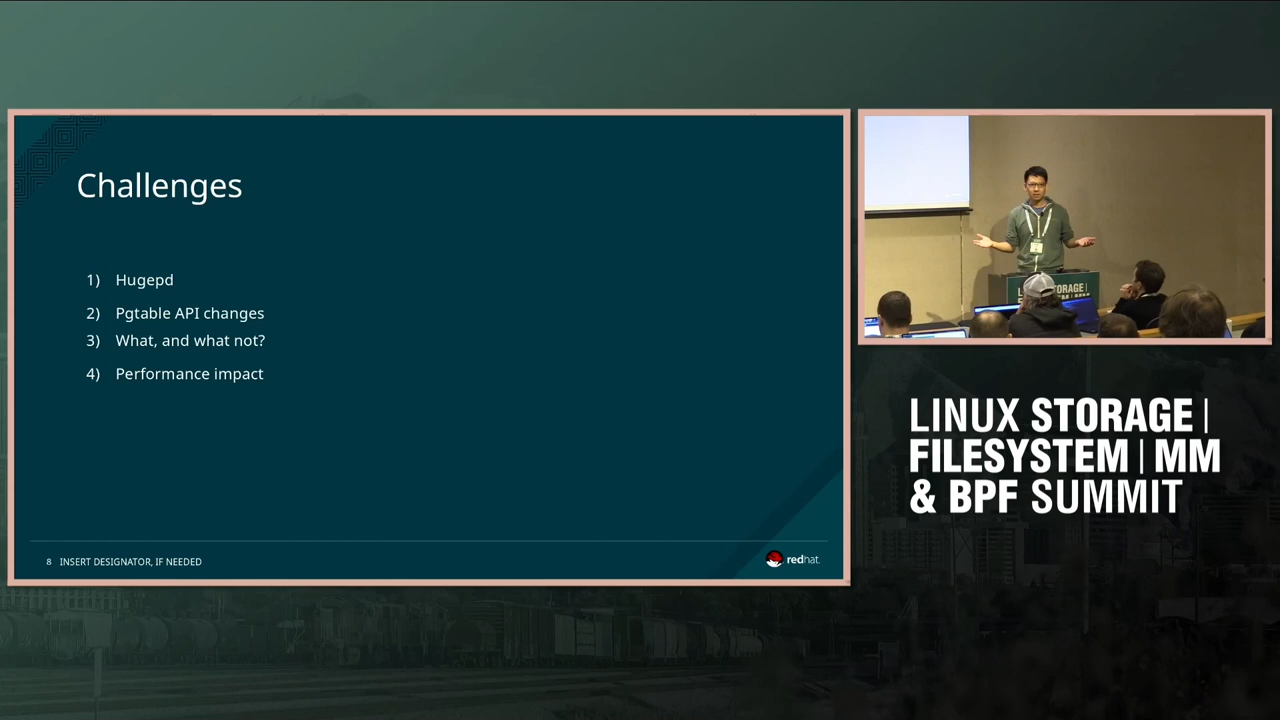 Challenges
1) Hugepd
2) Pgtable API changes
3) What, and what not?
4) Performance impact
8 INSERT DESIGNATOR, IF NEEDED
redhat.
LINUX STORAGE |
FILESYSTEM | MM
& BPF SUMMIT